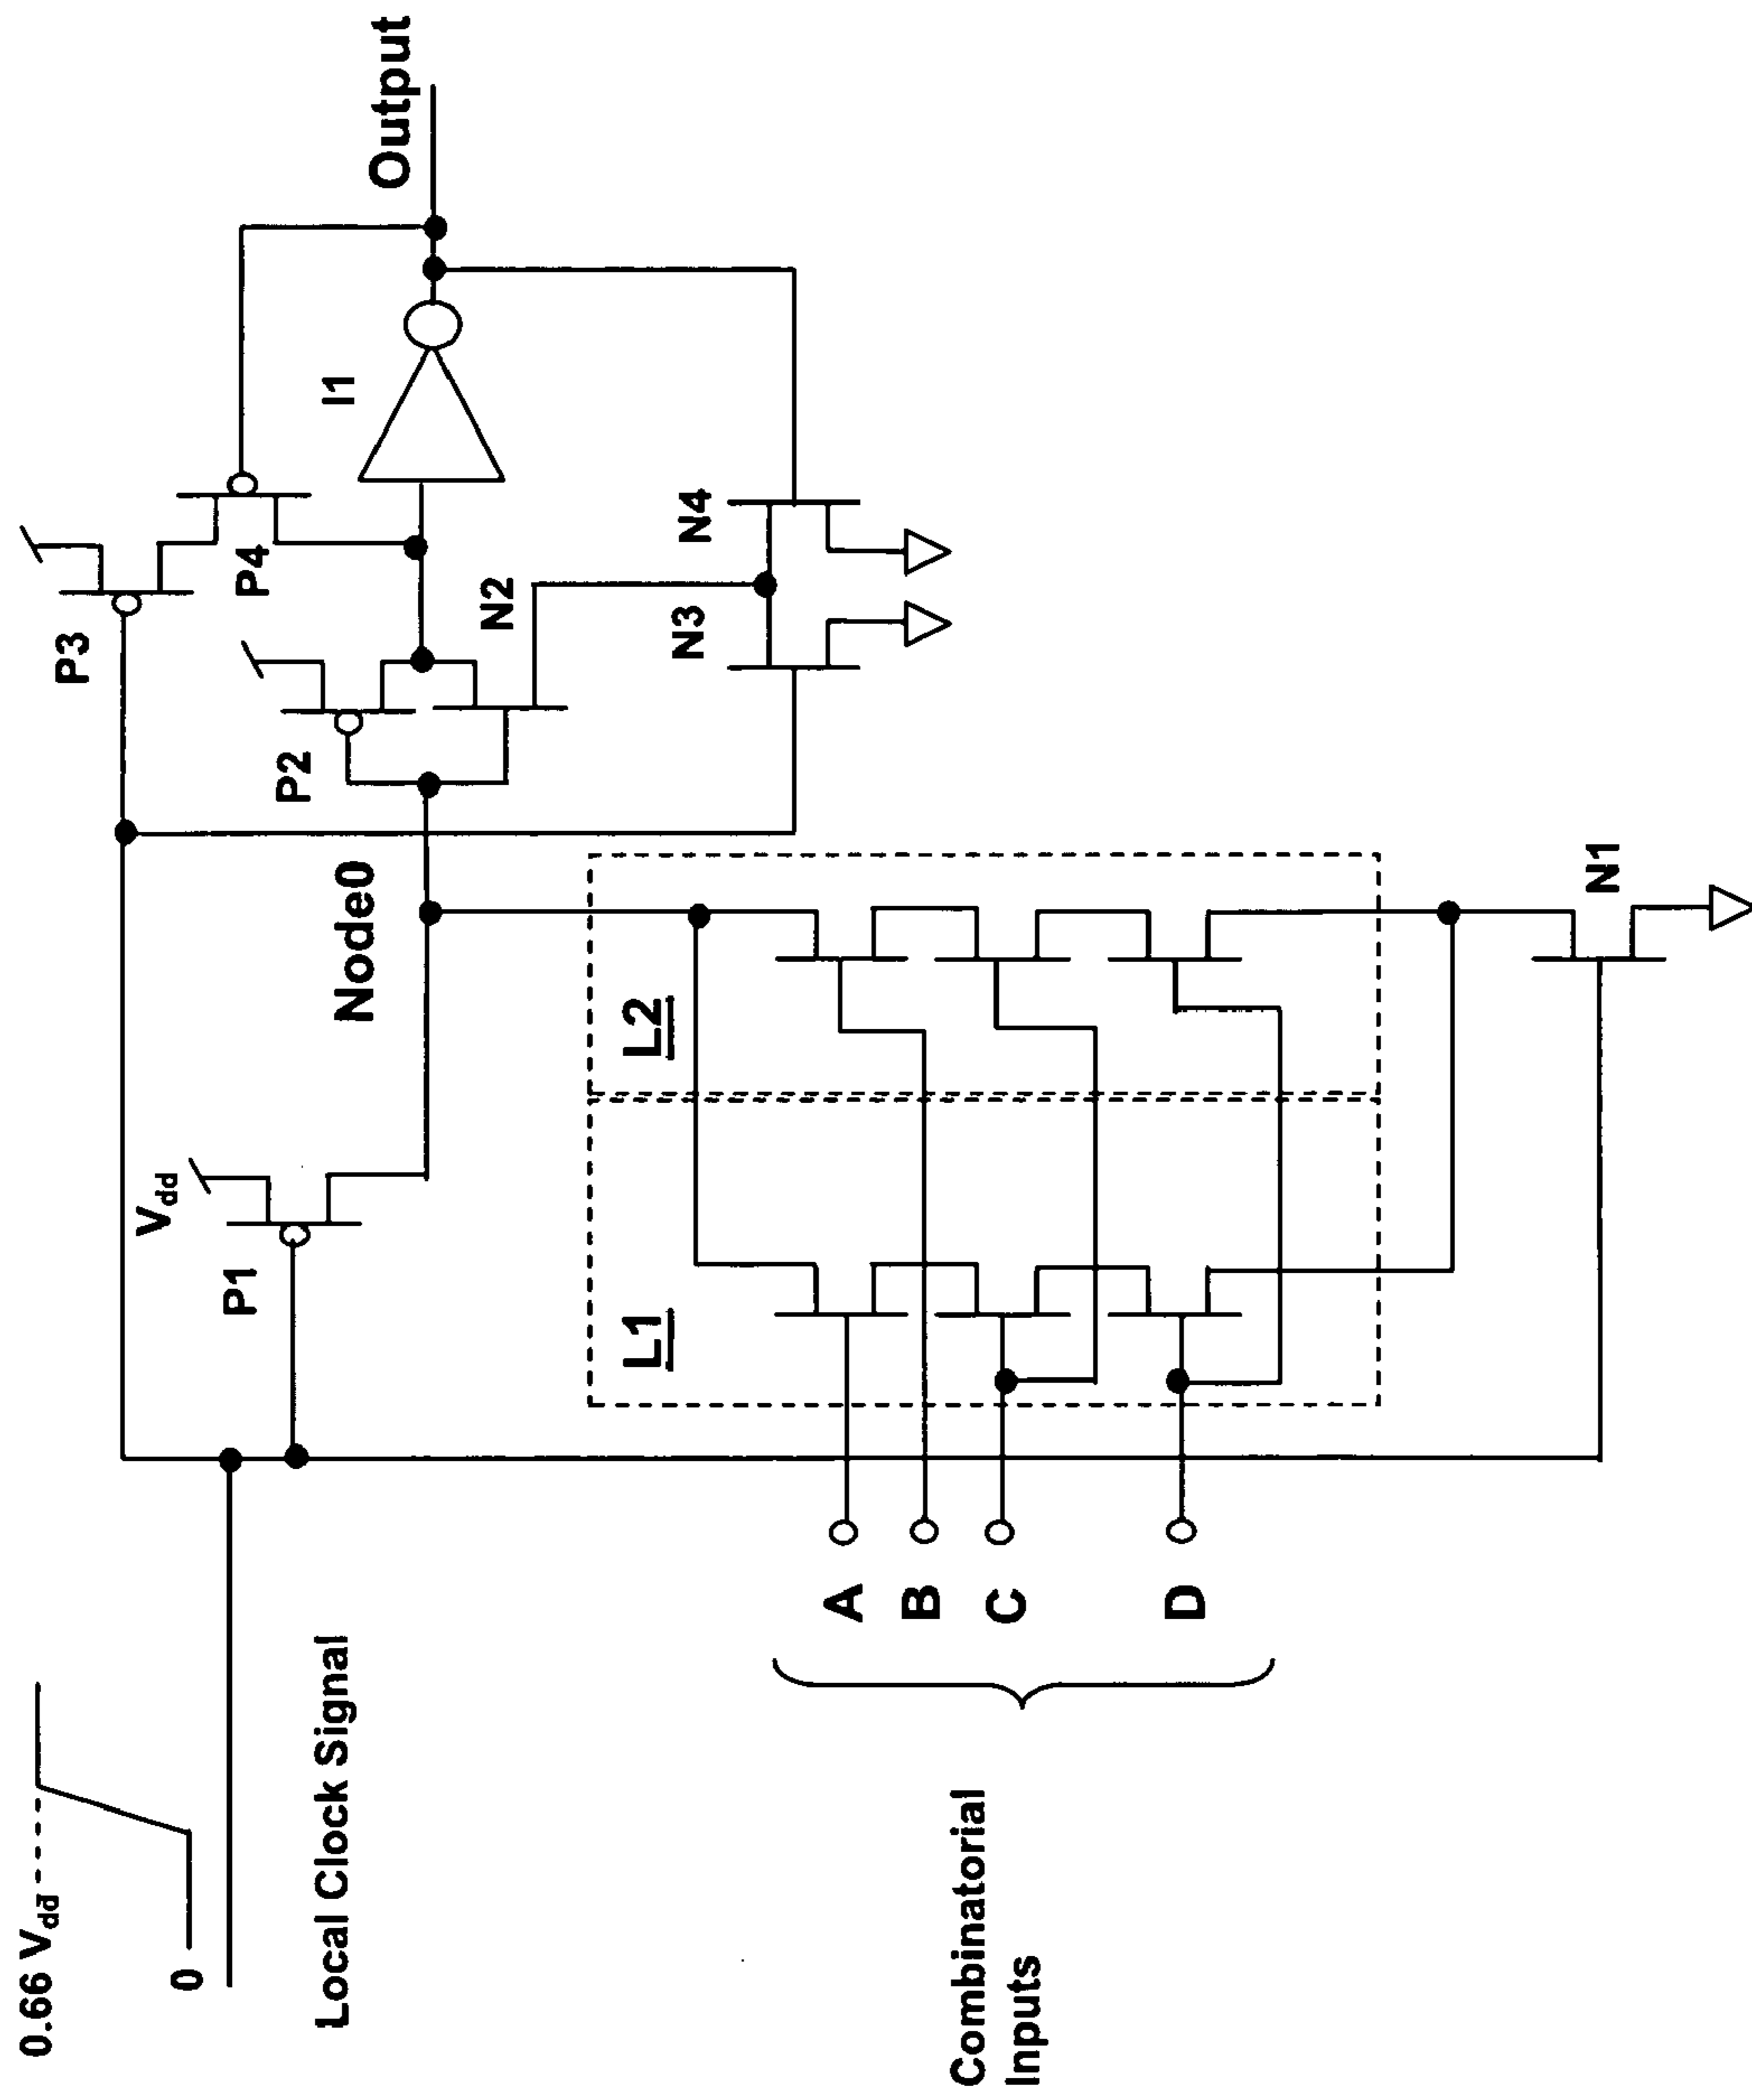 0.66 Vdd
0
Local Clock Signal
Vdd
P1
Node0
P2
P3
P4
N2
N3
N4
I1
Output
L1
L2
N1
A
B
C
D
Combinatorial
Inputs